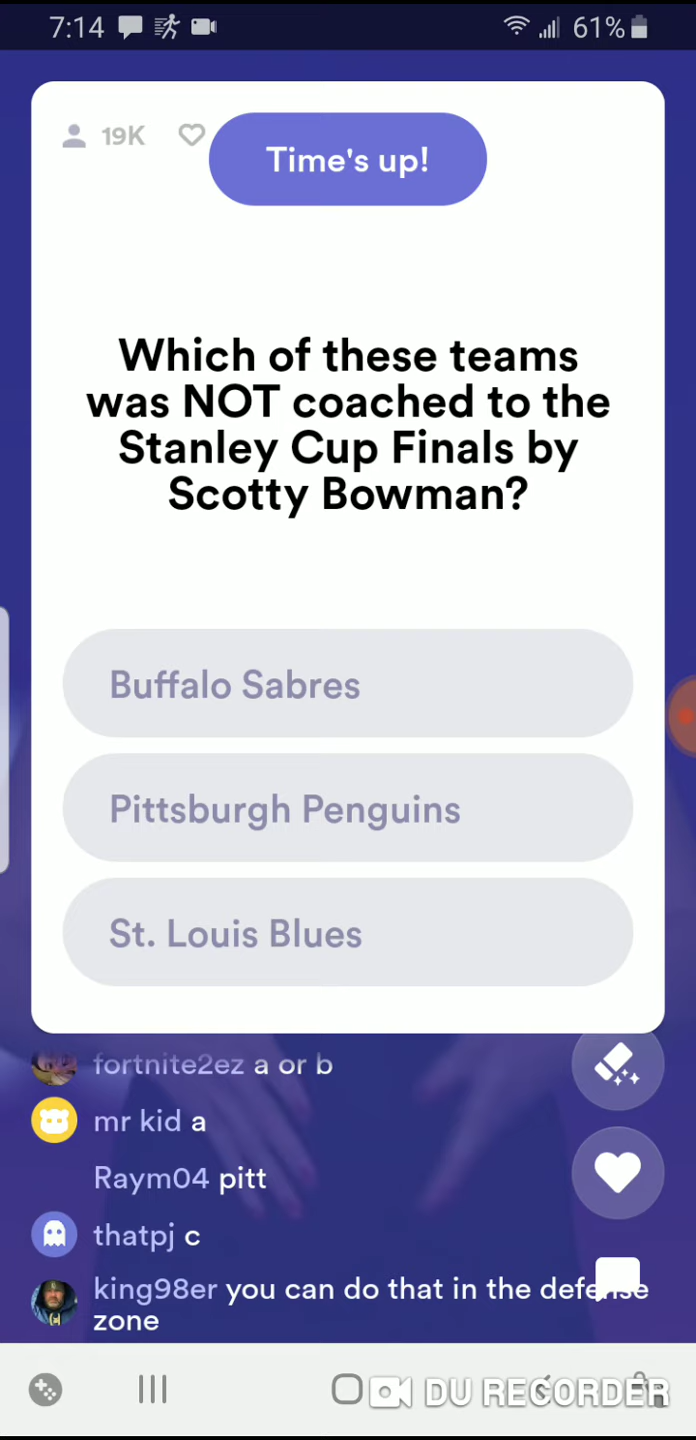 7:14 61%
19K
Time's up!
Which of these teams
was NOT coached to the
Stanley Cup Finals by
Scotty Bowman?
Buffalo Sabres
Pittsburgh Penguins
St. Louis Blues
fortnite2ez a or b
mr kid a
Raym04 pitt
thatpj c
king98er you can do that in the defense
zone
DU RECORDER